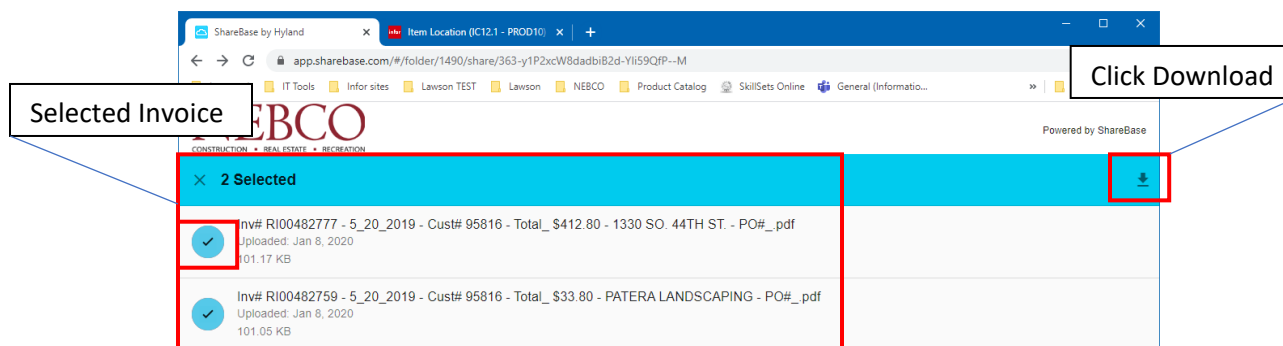 ShareBase by Hyland
infor Item Location (IC12.1 - PROD10)
app.sharebase.com/#/folder/1490/share/363-y1P2xcW8dadbiB2d-Yli59QfP--M
Click Download
IT Tools Infor sites Lawson TEST Lawson NEBCO Product Catalog SkillSets Online General (Informatio... »
Selected Invoice
NEBCO
CONSTRUCTION • REAL ESTATE • RECREATION
Powered by ShareBase
2 Selected
Inv# RI00482777 - 5_20_2019 - Cust# 95816 - Total_ $412.80 - 1330 SO. 44TH ST. - PO#_.pdf
Uploaded: Jan 8, 2020
101.17 KB
Inv# RI00482759 - 5_20_2019 - Cust# 95816 - Total_ $33.80 - PATERA LANDSCAPING - PO#_.pdf
Uploaded: Jan 8, 2020
101.05 KB